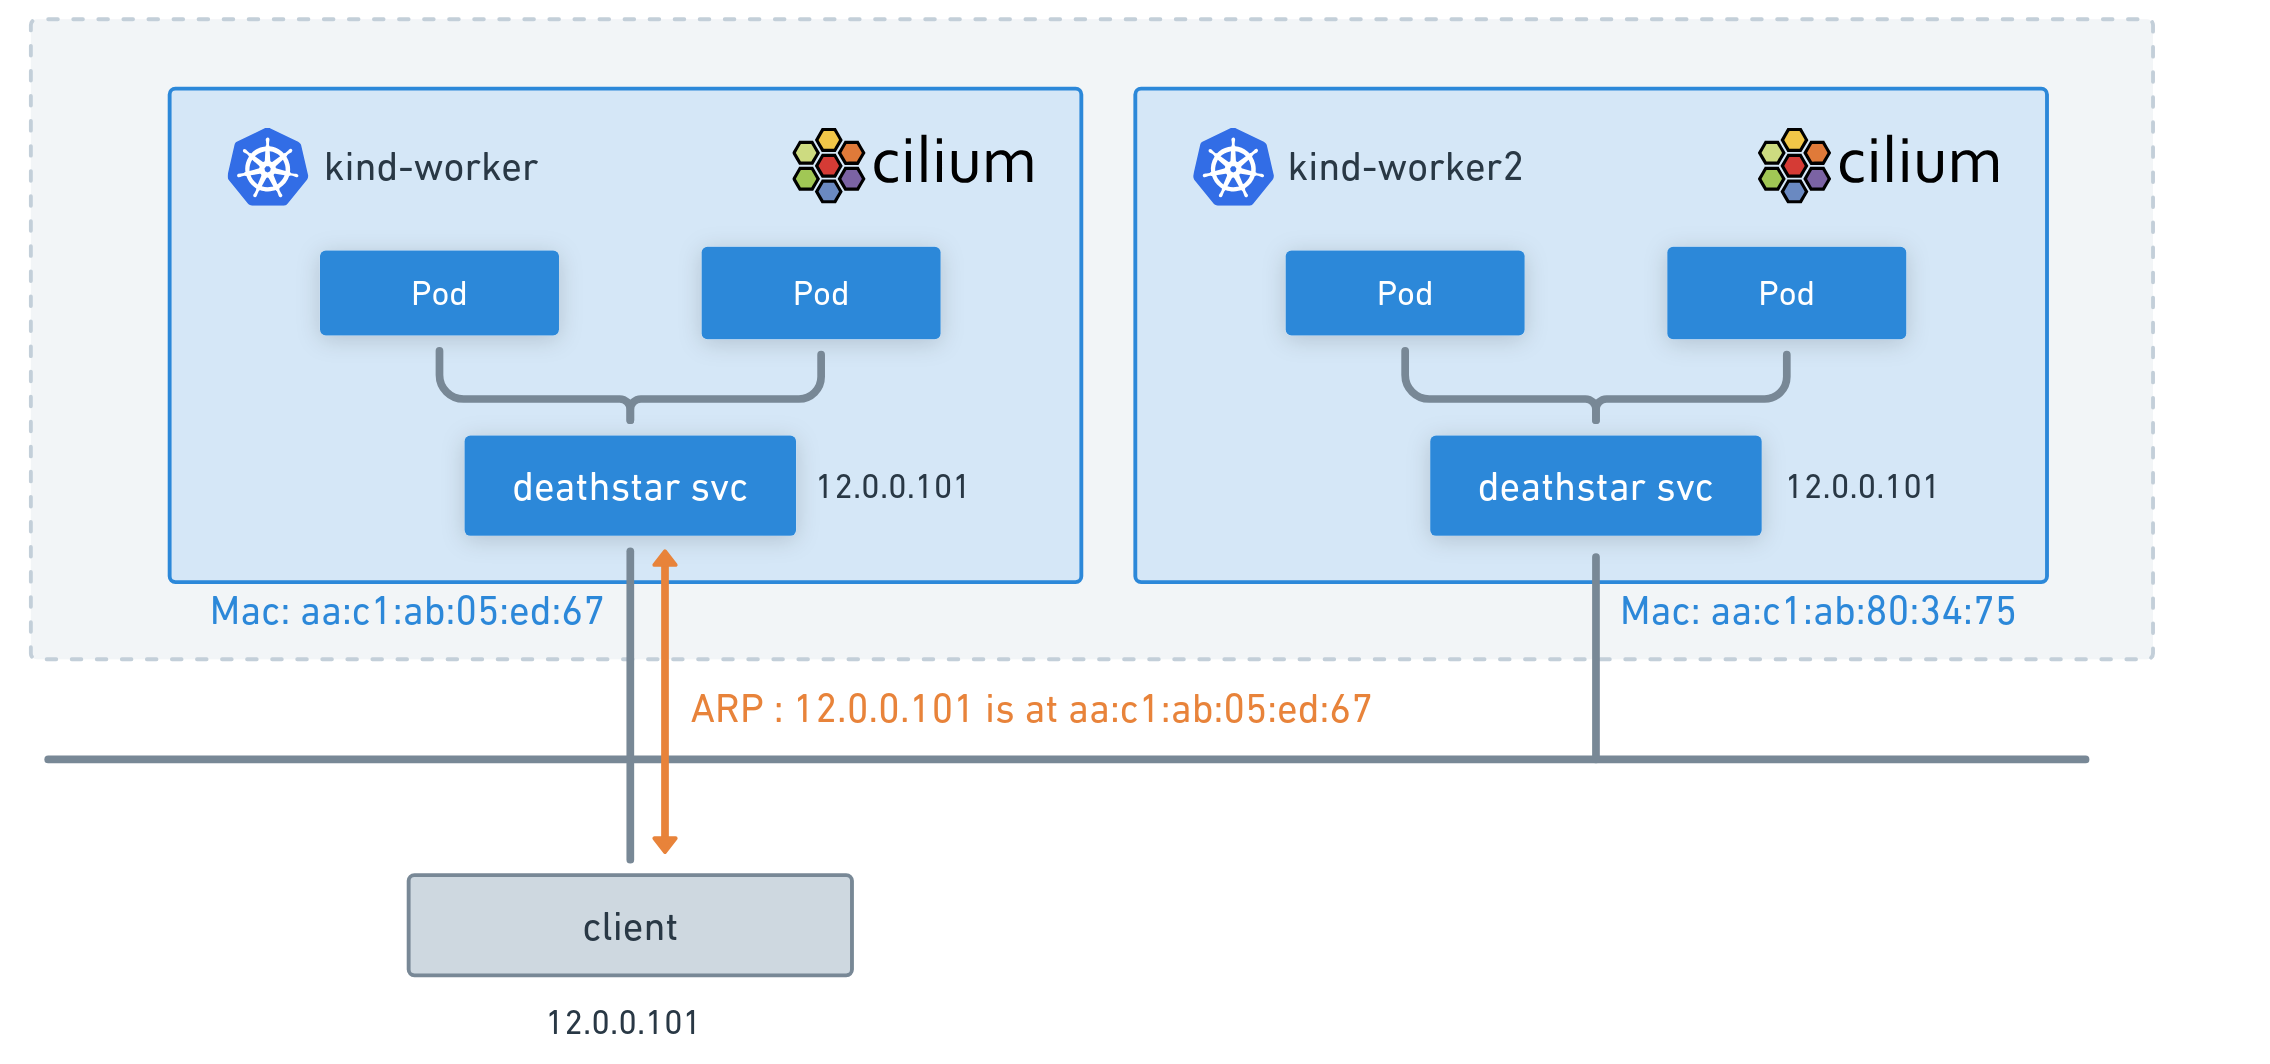 kind-worker
cilium
kind-worker2
cilium
Pod
Pod
Pod
Pod
deathstar svc
12.0.0.101
deathstar svc
12.0.0.101
Mac: aa:c1:ab:05:ed:67
Mac: aa:c1:ab:80:34:75
ARP : 12.0.0.101 is at aa:c1:ab:05:ed:67
client
12.0.0.101